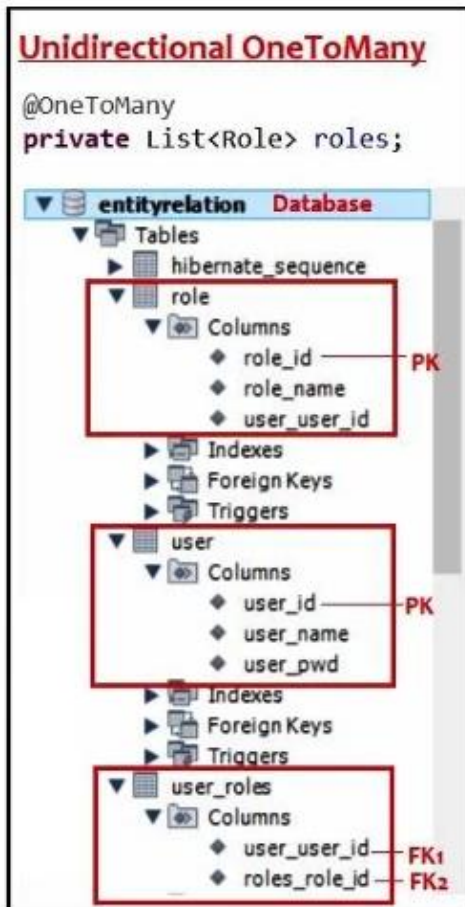 Unidirectional OneToMany
@OneToMany
private List<Role> roles;
entityrelation Database
Tables
hibernate_sequence
role
Columns
role_id PK
role_name
user_user_id
Indexes
Foreign Keys
Triggers
user
Columns
user_id PK
user_name
user_pwd
Indexes
Foreign Keys
Triggers
user_roles
Columns
user_user_id FK1
roles_role_id FK2